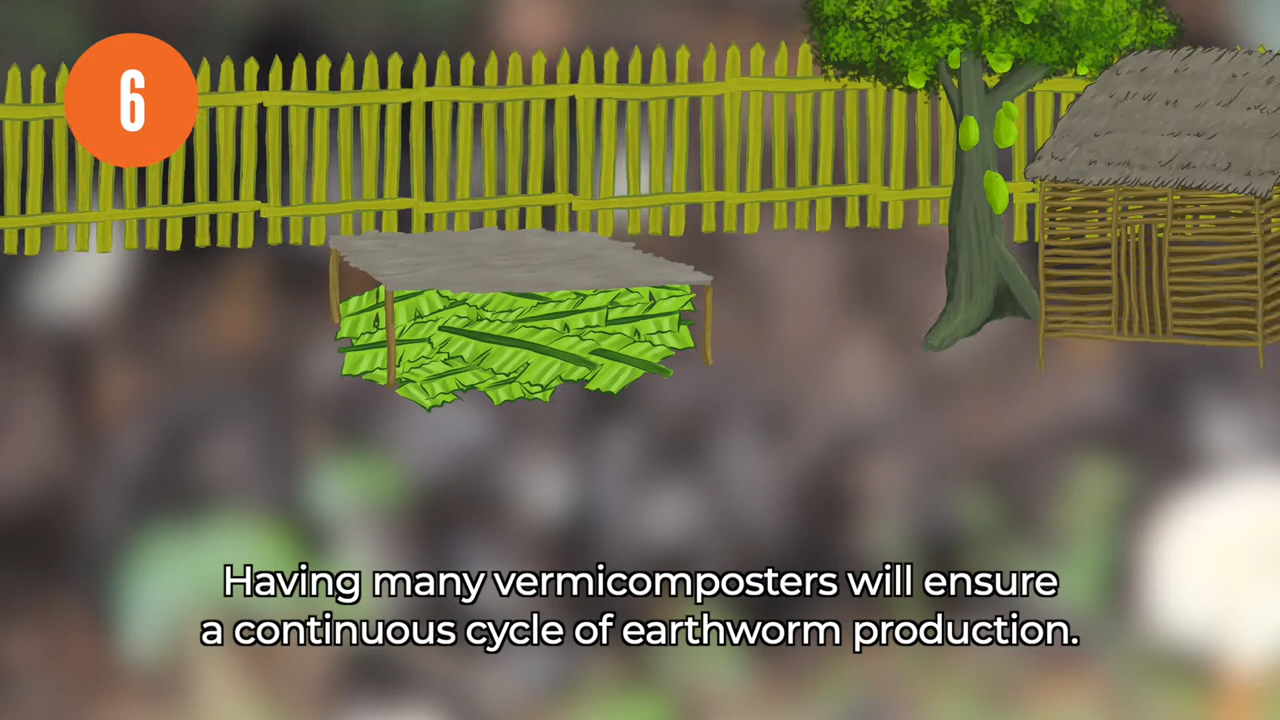 6
Having many vermicomposters will ensure
a continuous cycle of earthworm production.